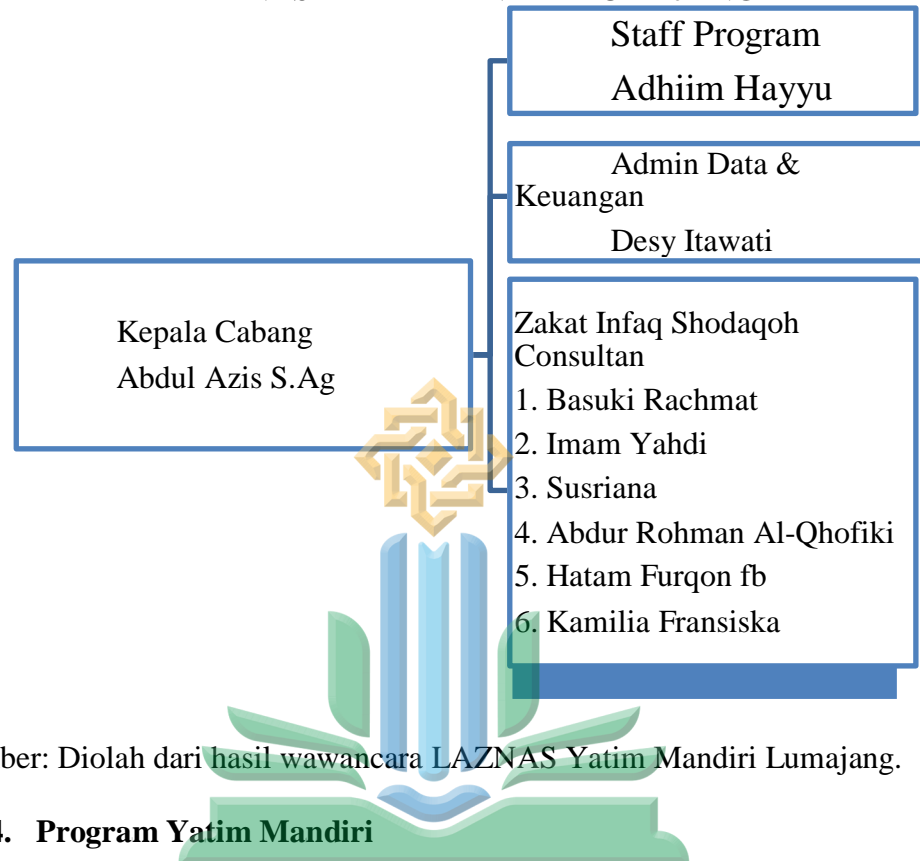 Staff Program
Adhiim Hayyu
Admin Data &
Keuangan
Desy Itawati
Kepala Cabang
Abdul Azis S.Ag
Zakat Infaq Shodaqoh
Consultan
1. Basuki Rachmat
2. Imam Yahdi
3. Susriana
4. Abdur Rohman Al-Qhofiki
5. Hatam Furqon fb
6. Kamilia Fransiska
ber: Diolah dari hasil wawancara LAZNAS Yatim Mandiri Lumajang.
4. Program Yatim Mandiri